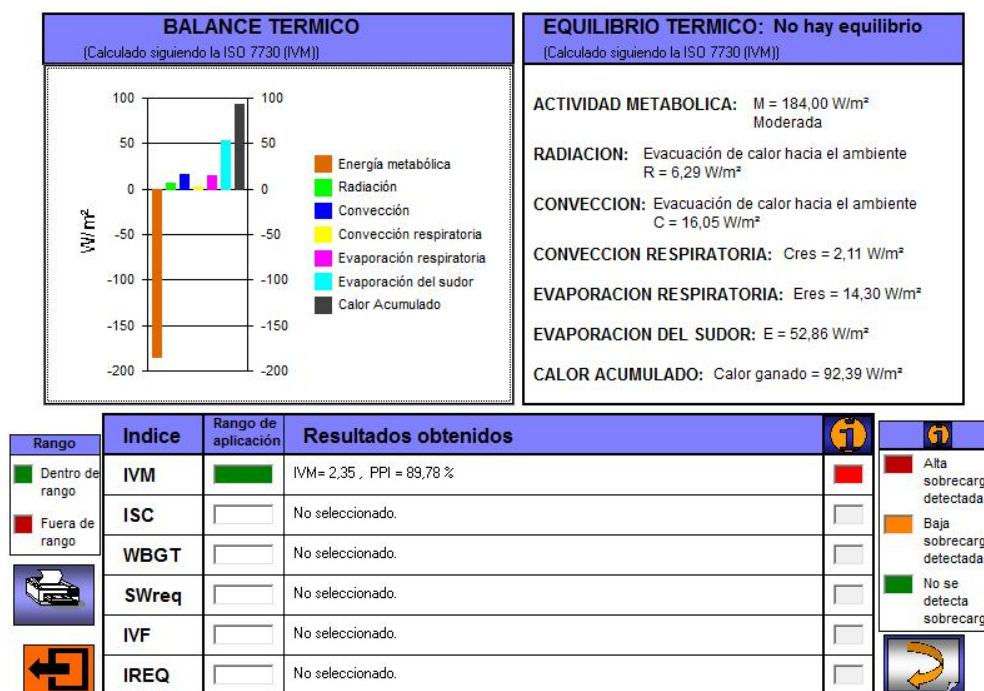 BALANCE TERMICO
(Calculado siguiendo la ISO 7730 (IVM))
100
50
0
-50
-100
-150
-200
W/m²
100
50
0
-50
-100
-150
-200
Energía metabólica
Radiación
Convección
Convección respiratoria
Evaporación respiratoria
Evaporación del sudor
Calor Acumulado
EQUILIBRIO TERMICO: No hay equilibrio
(Calculado siguiendo la ISO 7730 (IVM))
ACTIVIDAD METABOLICA: M = 184,00 W/m²
Moderada
RADIACION: Evacuación de calor hacia el ambiente
R = 6,29 W/m²
CONVECCION: Evacuación de calor hacia el ambiente
C = 16,05 W/m²
CONVECCION RESPIRATORIA: Cres = 2,11 W/m²
EVAPORACION RESPIRATORIA: Eres = 14,30 W/m²
EVAPORACION DEL SUDOR: E = 52,86 W/m²
CALOR ACUMULADO: Calor ganado = 92,39 W/m²
Rango
Dentro de
rango
Fuera de
rango
Indice
Rango de
aplicación
Resultados obtenidos
i
IVM
IVM= 2,35 , PPI = 89,78 %
ISC
No seleccionado.
WBGT
No seleccionado.
SWreq
No seleccionado.
IVF
No seleccionado.
IREQ
No seleccionado.
i
Alta
sobrecarg
detectada
Baja
sobrecarg
detectada
No se
detecta
sobrecarg